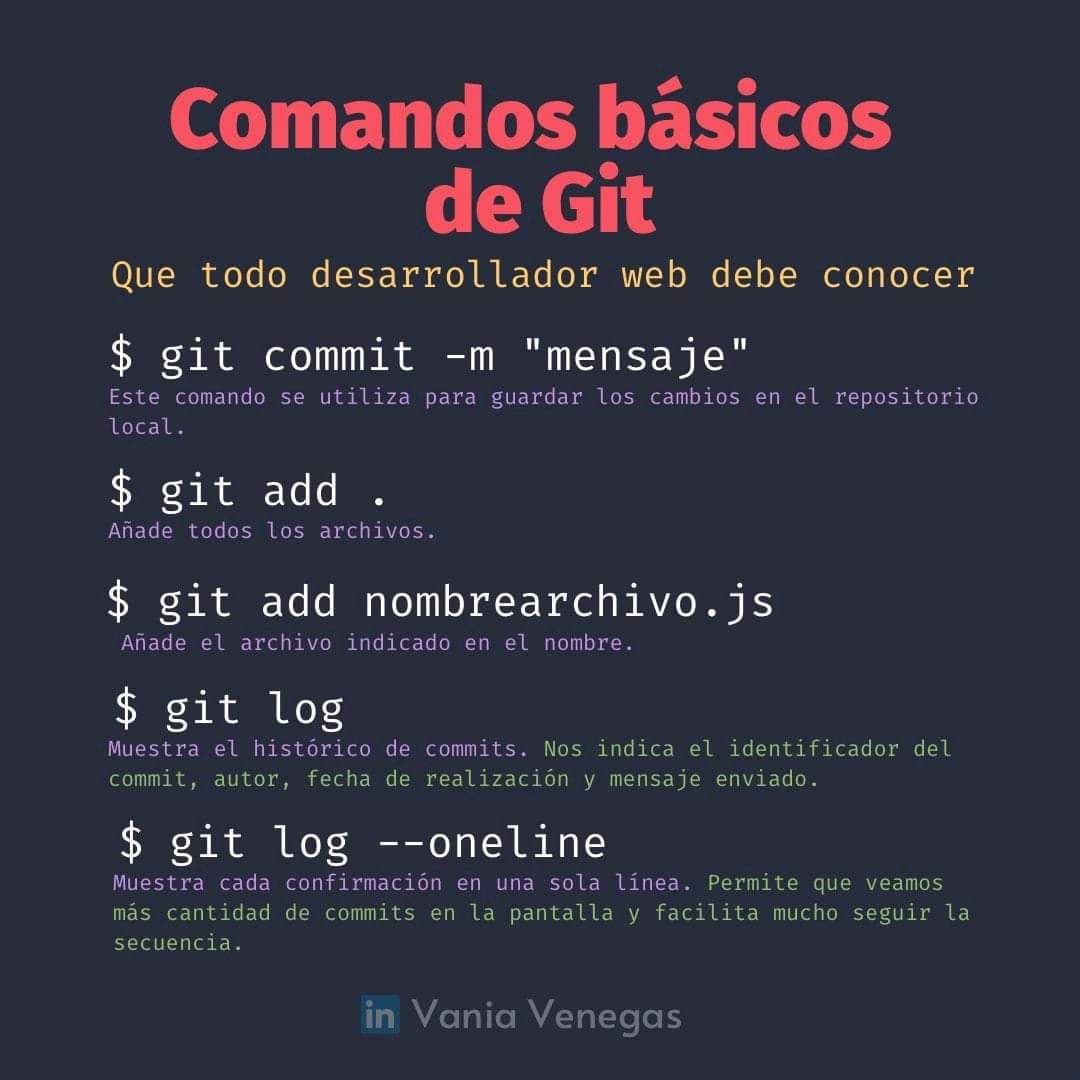 Comandos básicos
de Git
Que todo desarrollador web debe conocer
$ git commit -m "mensaje"
Este comando se utiliza para guardar los cambios en el repositorio
local.
$ git add .
Añade todos los archivos.
$ git add nombrearchivo.js
Añade el archivo indicado en el nombre.
$ git log
Muestra el histórico de commits. Nos indica el identificador del
commit, autor, fecha de realización y mensaje enviado.
$ git log --oneline
Muestra cada confirmación en una sola línea. Permite que veamos
más cantidad de commits en la pantalla y facilita mucho seguir la
secuencia.
in Vania Venegas